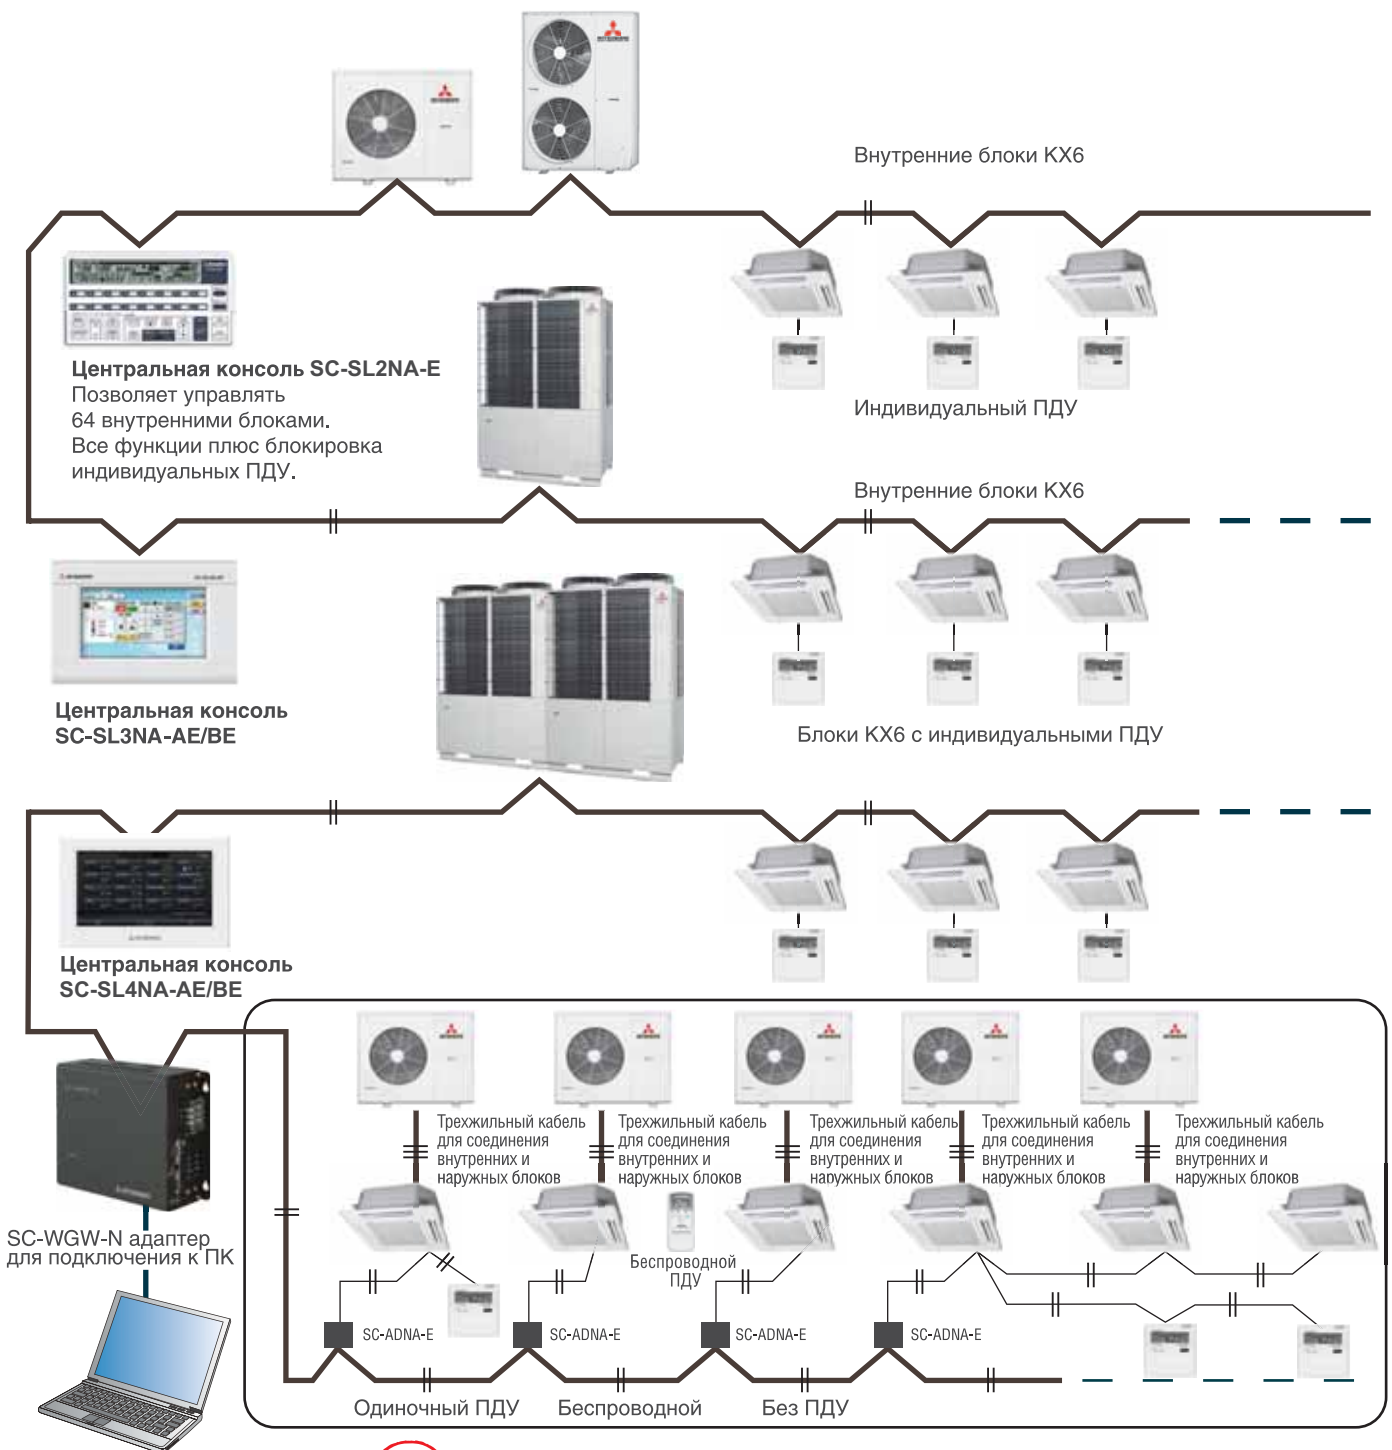 Внутренние блоки KX6
Центральная консоль SC-SL2NA-E
Позволяет управлять
64 внутренними блоками.
Все функции плюс блокировка
индивидуальных ПДУ.
Индивидуальный ПДУ
Внутренние блоки KX6
Центральная консоль
SC-SL3NA-AE/BE
Блоки KX6 с индивидуальными ПДУ
Центральная консоль
SC-SL4NA-AE/BE
Трехжильный кабель
для соединения
внутренних и
наружных блоков
Трехжильный кабель
для соединения
внутренних и
наружных блоков
Трехжильный кабель
для соединения
внутренних и
наружных блоков
Трехжильный кабель
для соединения
внутренних и
наружных блоков
Трехжильный кабель
для соединения
внутренних и
наружных блоков
SC-WGW-N адаптер
для подключения к ПК
Беспроводной
ПДУ
SC-ADNA-E
SC-ADNA-E
SC-ADNA-E
SC-ADNA-E
Одиночный ПДУ
Беспроводной
Без ПДУ